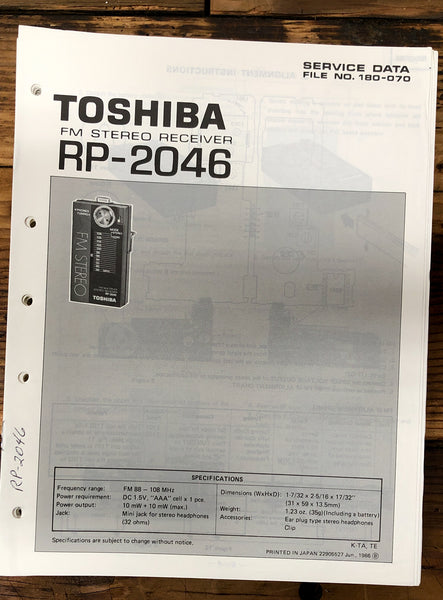 SERVICE DATA
FILE NO. 180-070
TOSHIBA
FM STEREO RECEIVER
RP-2046
FM STEREO
TOSHIBA
RP-2046
SPECIFICATIONS
Frequency range: FM 88 – 108 MHz
Power requirement: DC 1.5V, "AAA" cell x 1 pce.
Power output: 10 mW + 10 mW (max.)
Jack: Mini jack for stereo headphones
(32 ohms)
Dimensions (WxHxD): 1-7/32 x 2-5/16 x 17/32"
(31 x 59 x 13.5mm)
Weight: 1.23 oz. (35g) (Including a battery)
Accessories: Ear plug type stereo headphones
Clip
Specifications are subject to change without notice.
K-TA, TE
PRINTED IN JAPAN 22905527 Jun., 1986 B